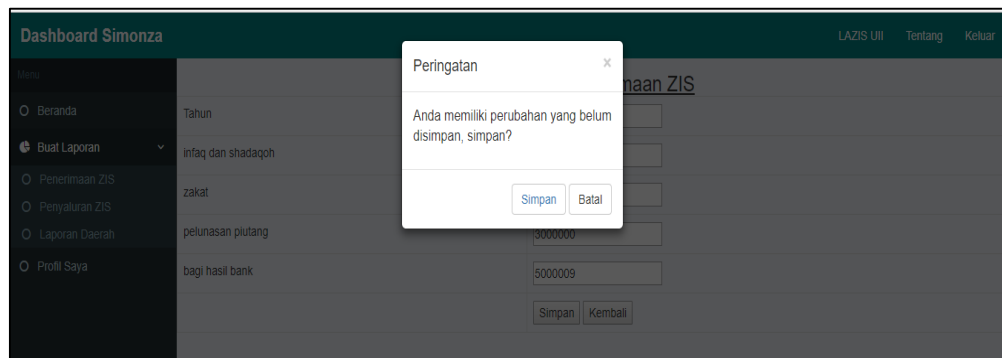 Dashboard Simonza
LAZIS UII Tentang Keluar
Menu
Beranda
Buat Laporan
Penerimaan ZIS
Penyaluran ZIS
Laporan Daerah
Profil Saya
Peringatan x
Anda memiliki perubahan yang belum
disimpan, simpan?
Simpan Batal
maan ZIS
Tahun
infaq dan shadaqoh
zakat
pelunasan piutang 3000000
bagi hasil bank 5000009
Simpan Kembali